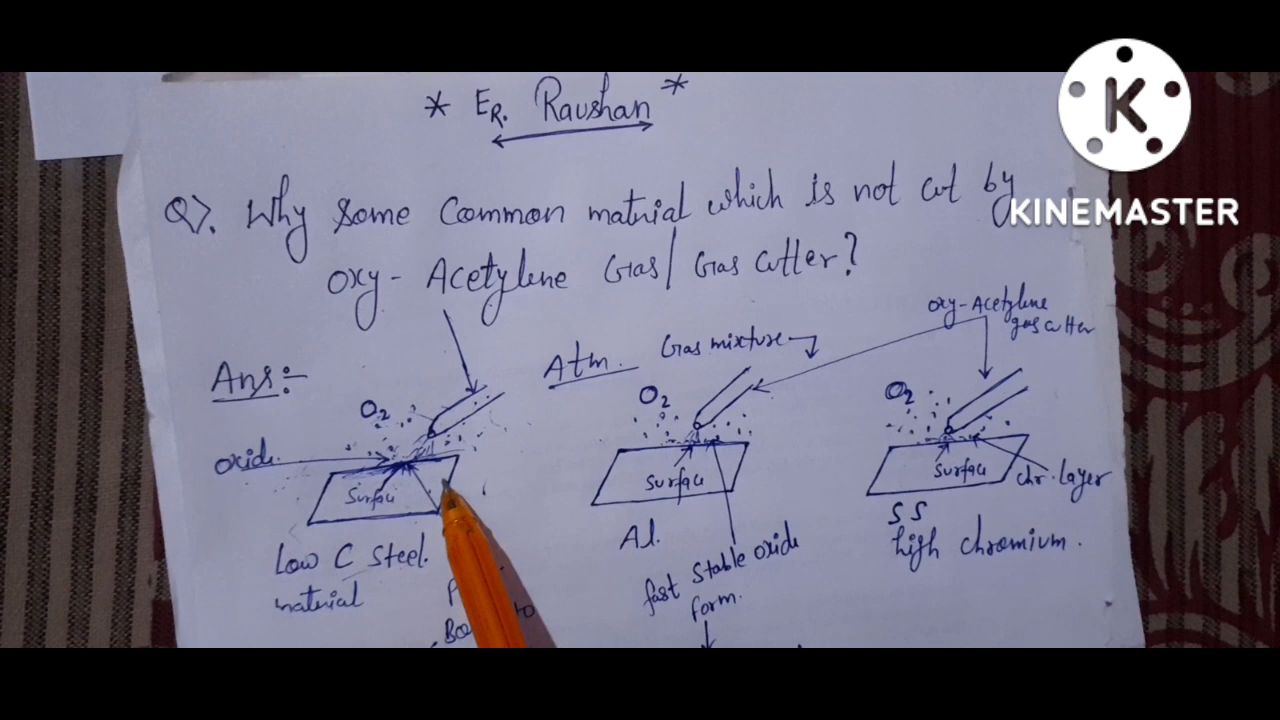 * ER. Raushan *
Q>. Why some Common material which is not cut by
Oxy-Acetylene Gas/Gas cutter?
Ans:-
Atm.
Gas mixture
oxy-Acetylene
gas cutter
O2
O2
O2
oxide
Surface
Surface
Surface
chr. Layer
Low C Steel
material
Al.
fast Stable oxide
form.
SS
high chromium.
K
KINEMASTER